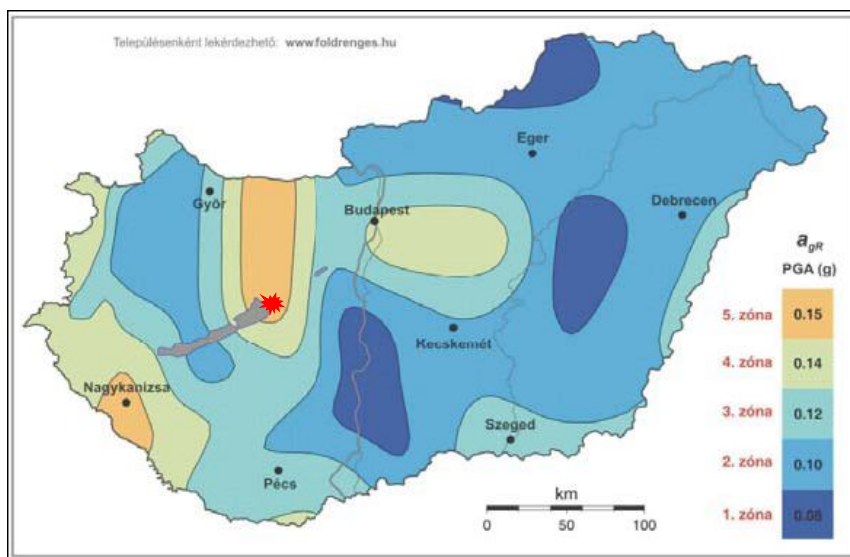 Településenként lekérdezhető: www.foldrenges.hu
Eger
Győr
Budapest
Debrecen
a_gR
PGA (g)
5. zóna 0.15
Kecskemét
4. zóna 0.14
Nagykanizsa
3. zóna 0.12
Szeged
2. zóna 0.10
Pécs
km
1. zóna 0.08
0 50 100